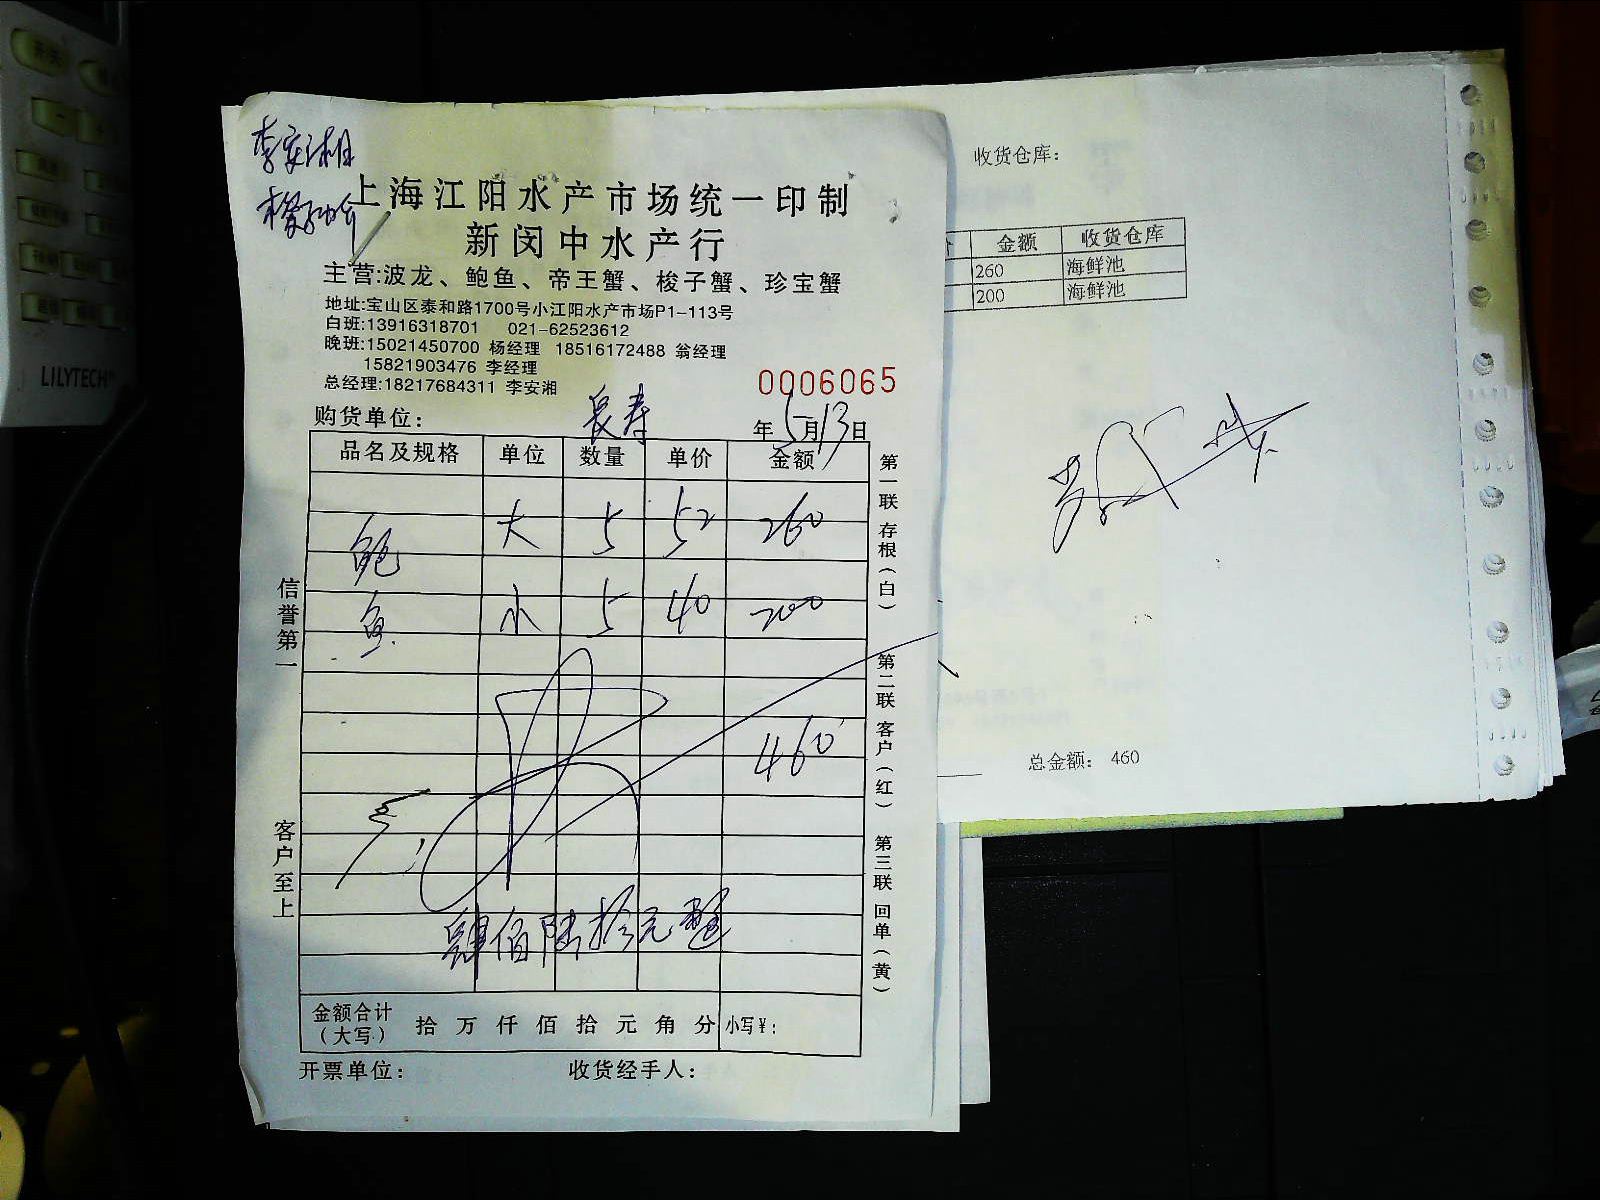 李安湘
上海江阳水产市场统一印制
新闵中水产行
主营:波龙、鲍鱼、帝王蟹、梭子蟹、珍宝蟹
地址:宝山区泰和路1700号小江阳水产市场P1-113号
白班:13916318701 021-62523612
晚班:15021450700 杨经理 18516172488 翁经理
15821903476 李经理
总经理:18217684311 李安湘
0006065
购货单位: 长寿 年5月13日
品名及规格 单位 数量 单价 金额
鲍 大 5 52 260
鱼 小 5 40 200
460
肆佰陆拾元整
金额合计
(大写) 拾 万 仟 佰 拾 元 角 分 小写¥:
开票单位: 收货经手人:
信誉第一
客户至上
第一联 存根(白)
第二联 客户(红)
第三联 回单(黄)
收货仓库:
金额 收货仓库
260 海鲜池
200 海鲜池
总金额: 460
LILYTECH